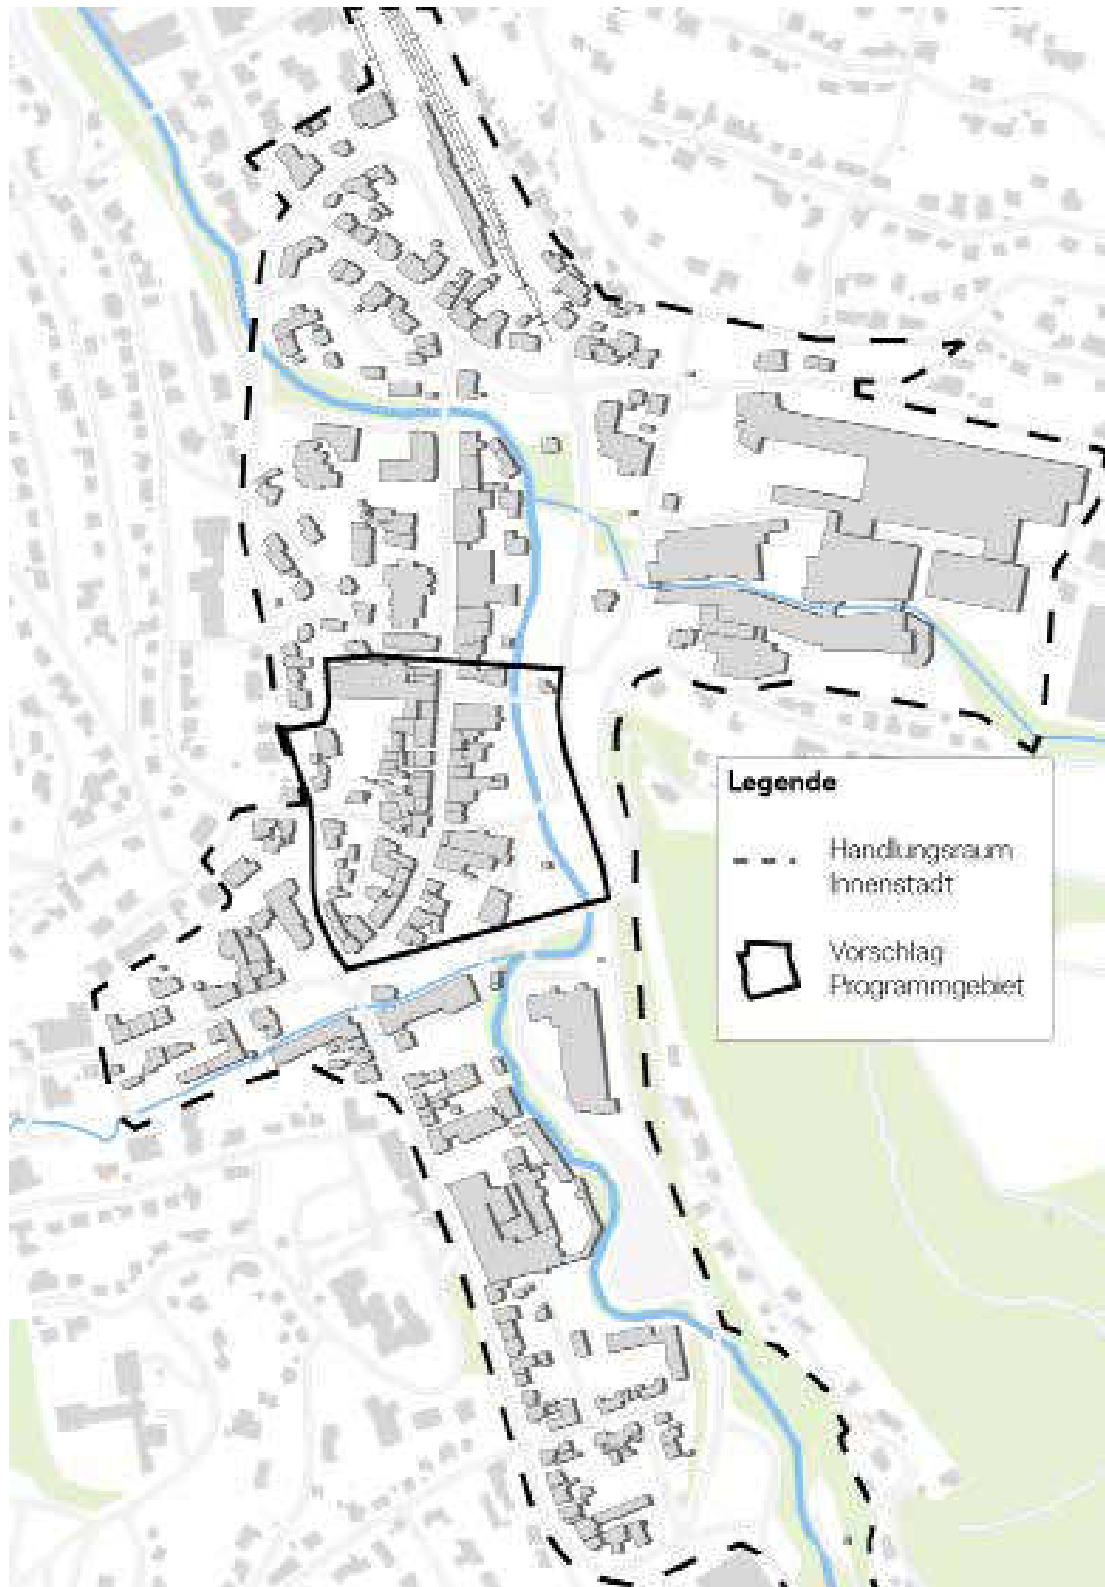 Legende
Handlungsraum
Innenstadt
Vorschlag
Programmgebiet